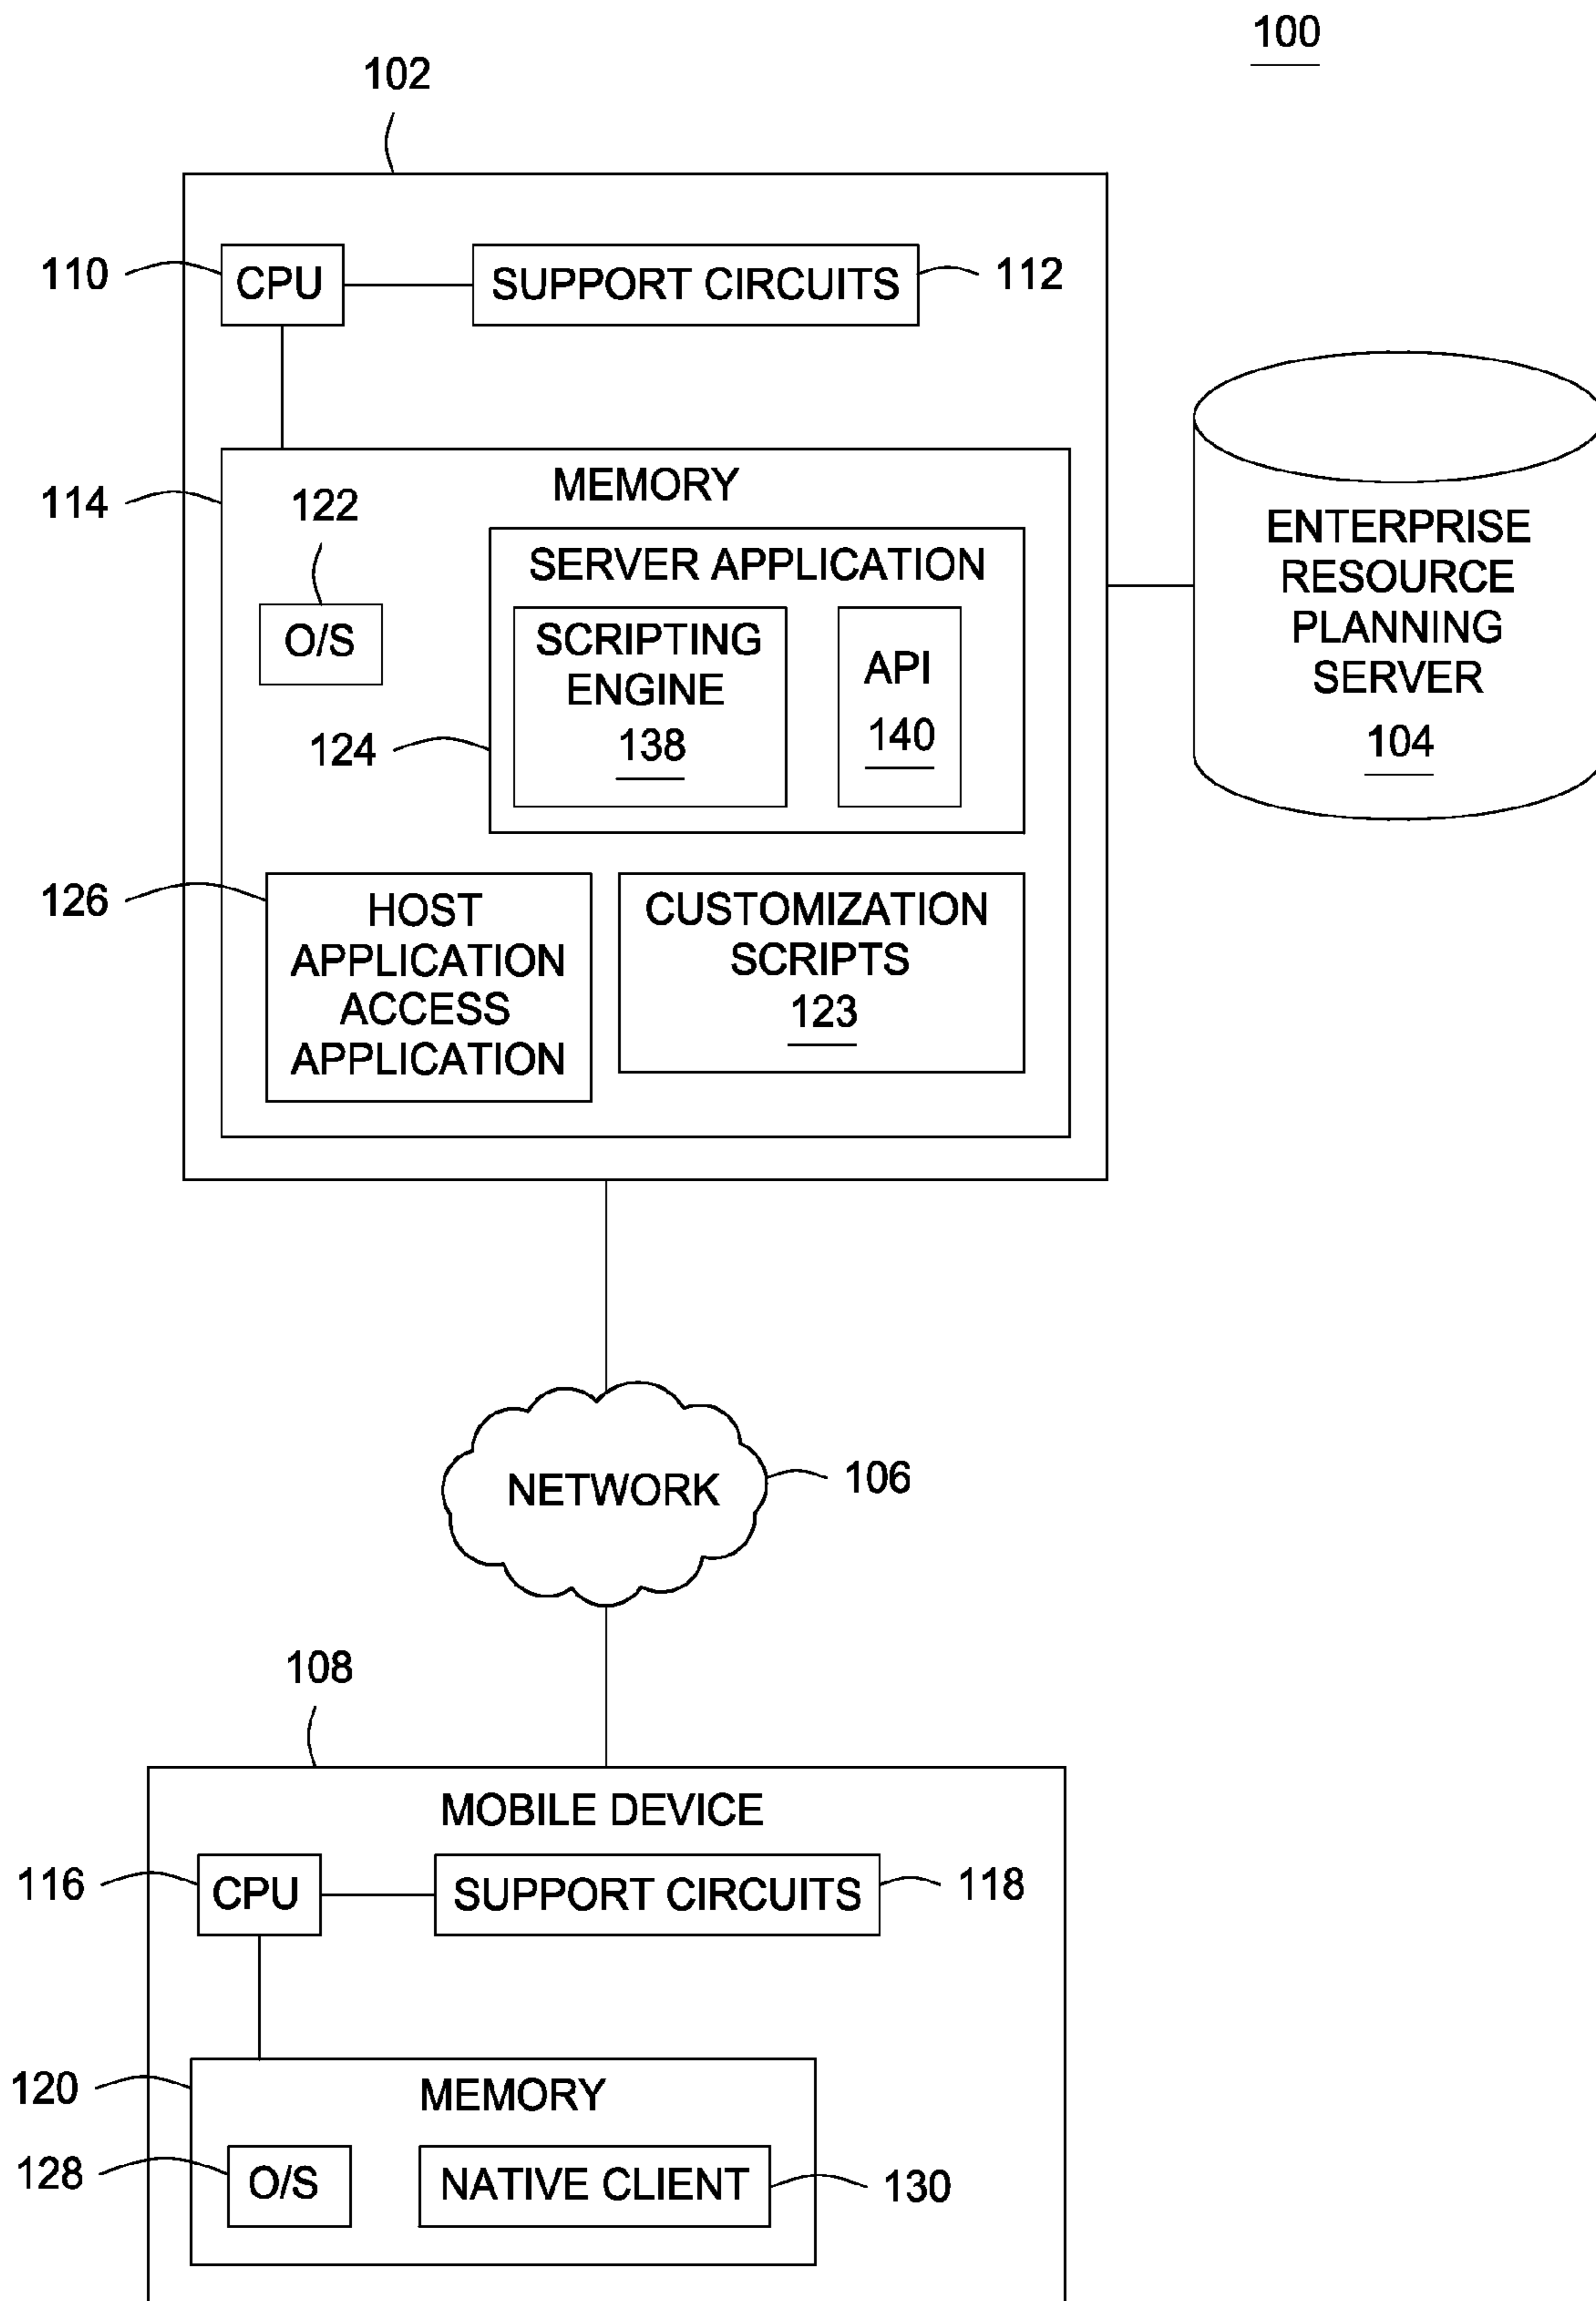 100
102
110
CPU
SUPPORT CIRCUITS
112
114
MEMORY
122
O/S
SERVER APPLICATION
SCRIPTING
ENGINE
138
API
140
124
ENTERPRISE
RESOURCE
PLANNING
SERVER
104
126
HOST
APPLICATION
ACCESS
APPLICATION
CUSTOMIZATION
SCRIPTS
123
NETWORK
106
108
MOBILE DEVICE
116
CPU
SUPPORT CIRCUITS
118
120
MEMORY
128
O/S
NATIVE CLIENT
130